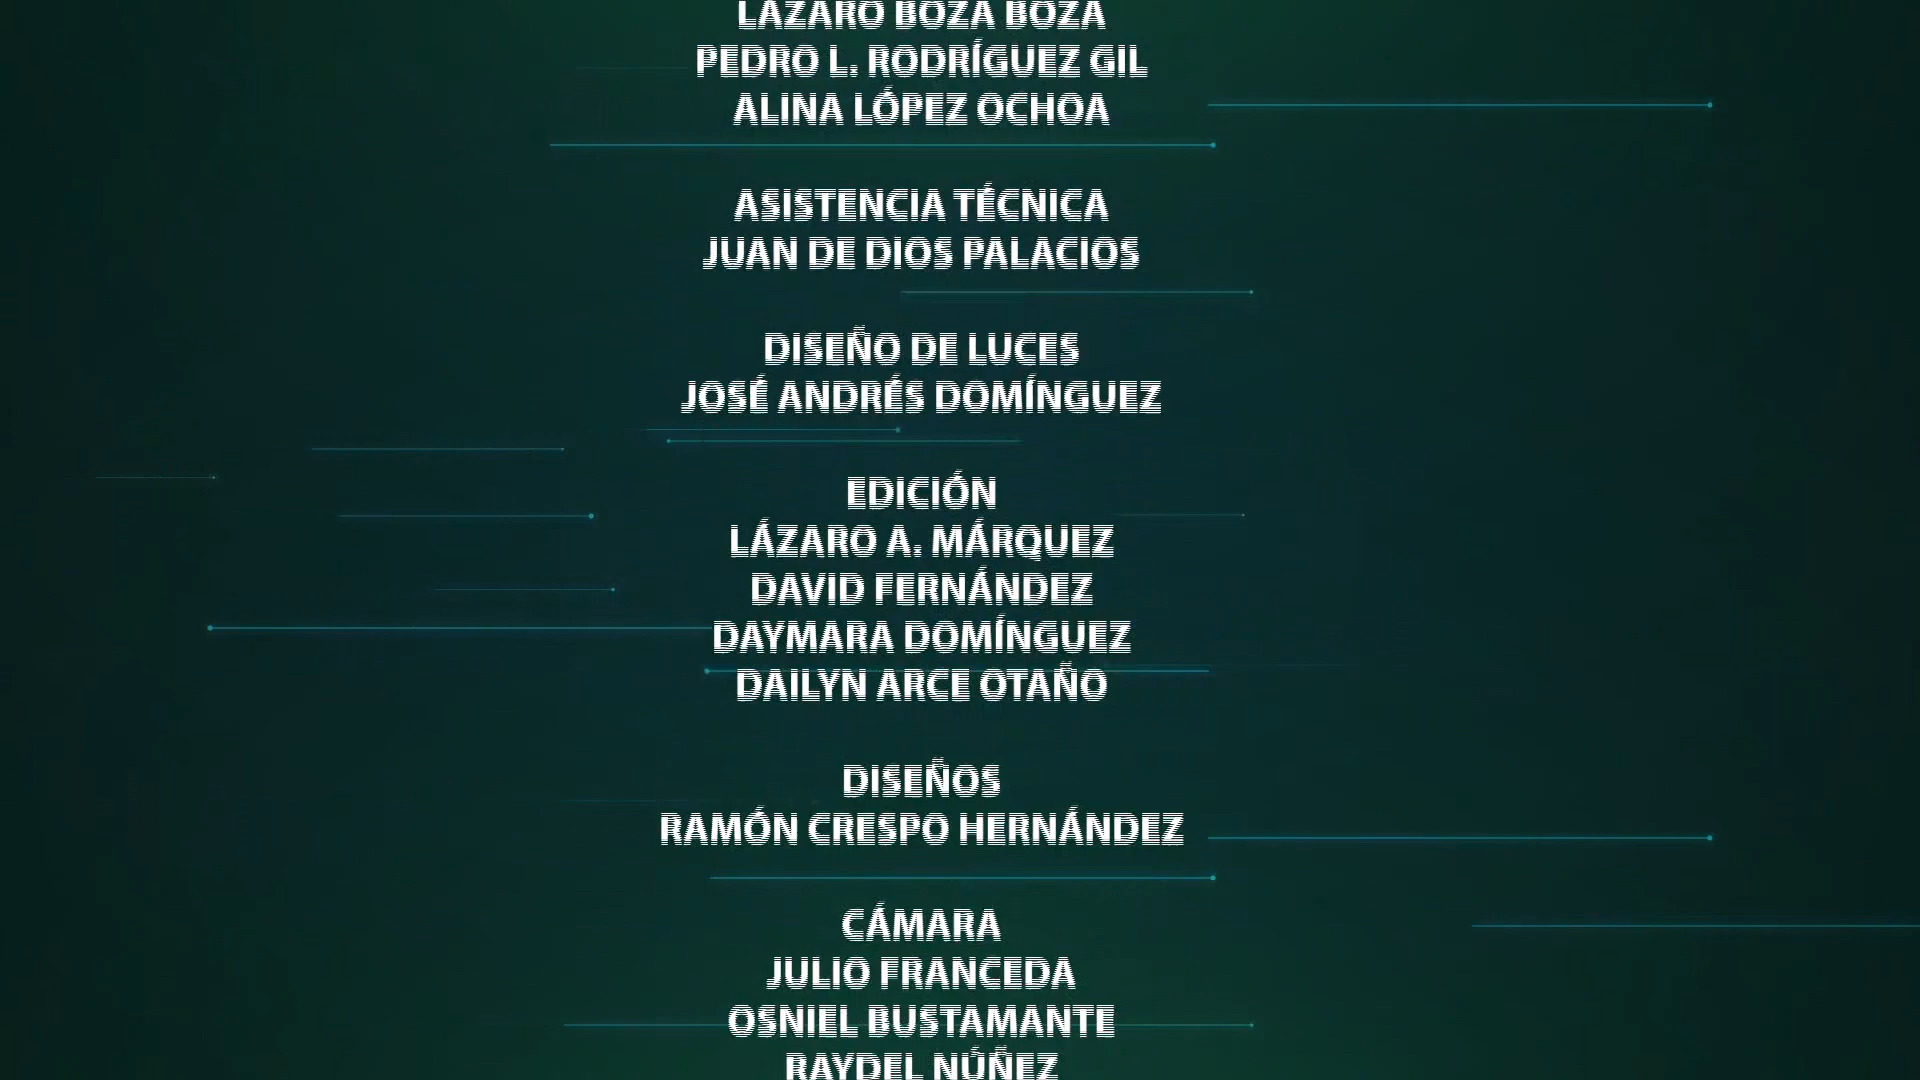 LÁZARO BOZA BOZA
PEDRO L. RODRÍGUEZ GIL
ALINA LÓPEZ OCHOA
ASISTENCIA TÉCNICA
JUAN DE DIOS PALACIOS
DISEÑO DE LUCES
JOSÉ ANDRÉS DOMÍNGUEZ
EDICIÓN
LÁZARO A. MÁRQUEZ
DAVID FERNÁNDEZ
DAYMARA DOMÍNGUEZ
DAILYN ARCE OTAÑO
DISEÑOS
RAMÓN CRESPO HERNÁNDEZ
CÁMARA
JULIO FRANCEDA
OSNIEL BUSTAMANTE
RAYDEL NÚÑEZ